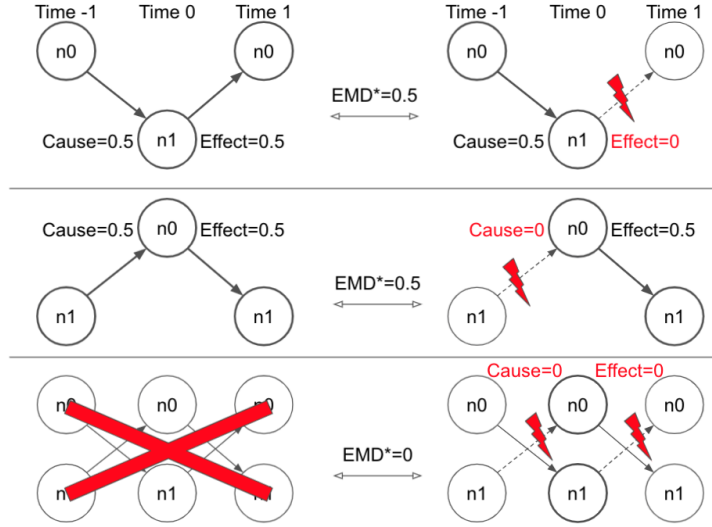 Time -1 Time 0 Time 1 Time -1 Time 0 Time 1
n0 n0 n0 n0
EMD*=0.5
Cause=0.5 n1 Effect=0.5 Cause=0.5 n1 Effect=0
Cause=0.5 n0 Effect=0.5 Cause=0 n0 Effect=0.5
EMD*=0.5
n1 n1 n1 n1
Cause=0 Effect=0
n0 n0 n0 n0 n0 n0
EMD*=0
n1 n1 n1 n1 n1 n1